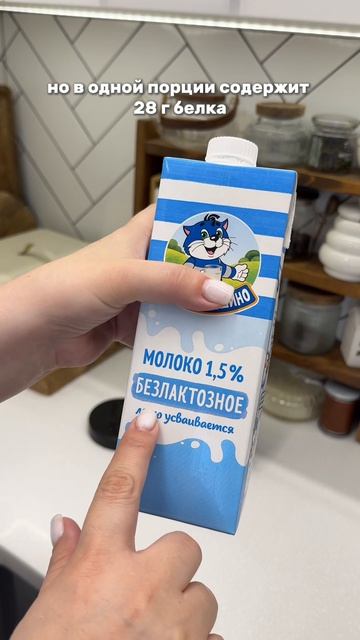 но в одной порции содержит
28 г белка
МОЛОКО 1,5%
БЕЗЛАКТОЗНОЕ
усваивается